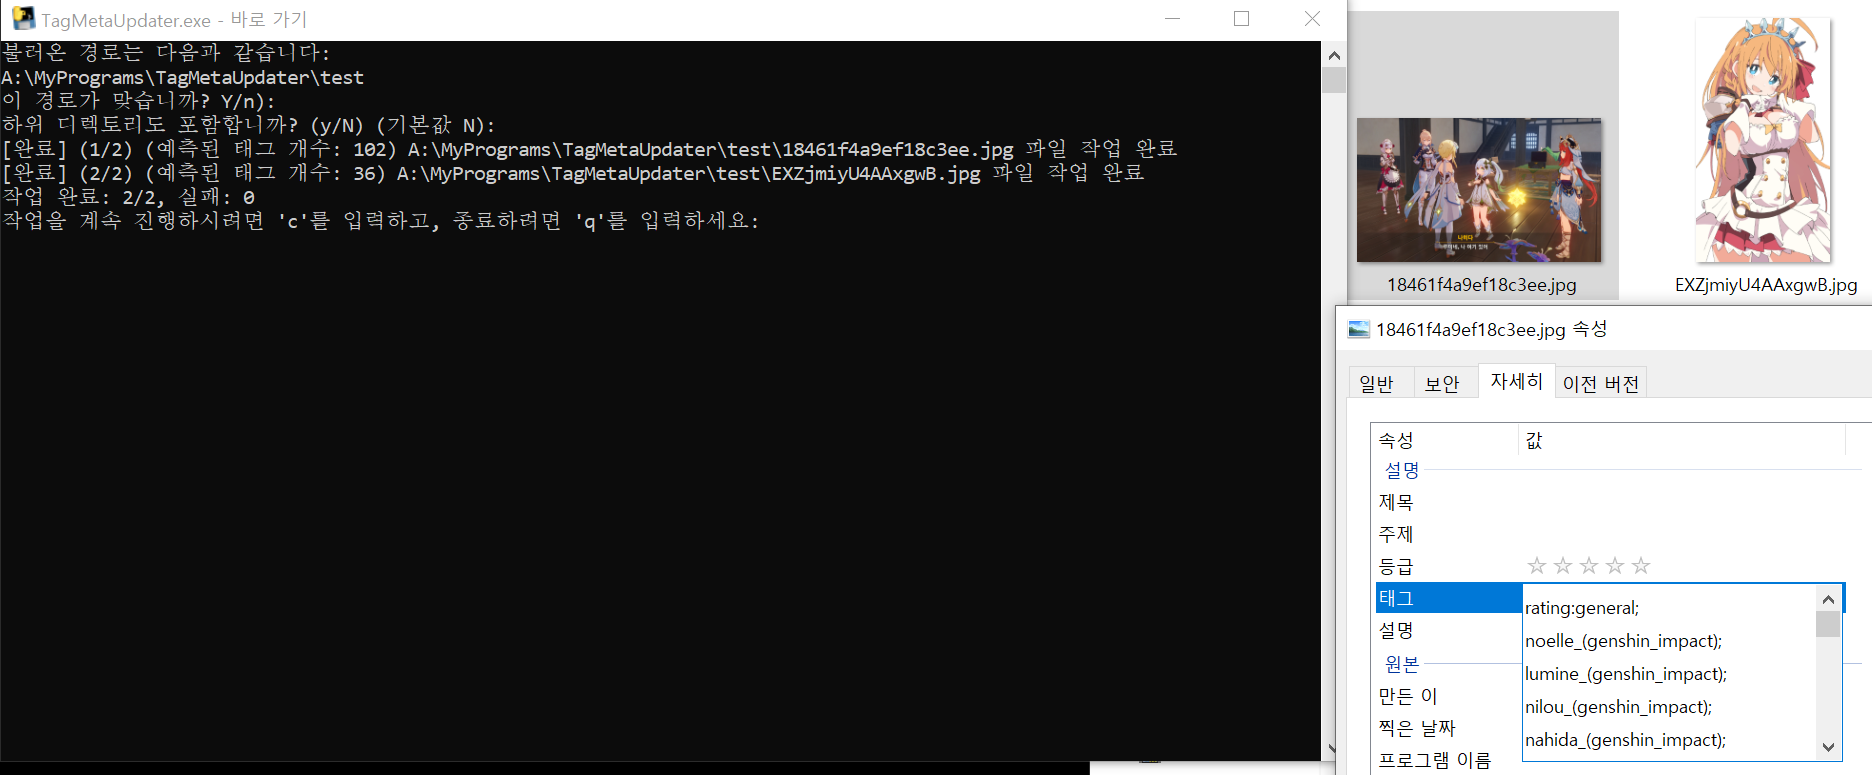 TagMetaUpdater.exe - 바로 가기
불러온 경로는 다음과 같습니다:
A:\MyPrograms\TagMetaUpdater\test
이 경로가 맞습니까? Y/n):
하위 디렉토리도 포함합니까? (y/N) (기본값 N):
[완료] (1/2) (예측된 태그 개수: 102) A:\MyPrograms\TagMetaUpdater\test\18461f4a9ef18c3ee.jpg 파일 작업 완료
[완료] (2/2) (예측된 태그 개수: 36) A:\MyPrograms\TagMetaUpdater\test\EXZjmiyU4AAxgwB.jpg 파일 작업 완료
작업 완료: 2/2, 실패: 0
작업을 계속 진행하시려면 'c'를 입력하고, 종료하려면 'q'를 입력하세요:
나히다
18461f4a9ef18c3ee.jpg
EXZjmiyU4AAxgwB.jpg
18461f4a9ef18c3ee.jpg 속성
일반 보안 자세히 이전 버전
속성 값
설명
제목
주제
등급
태그
rating:general;
noelle_(genshin_impact);
lumine_(genshin_impact);
nilou_(genshin_impact);
nahida_(genshin_impact);
설명
원본
만든 이
찍은 날짜
프로그램 이름